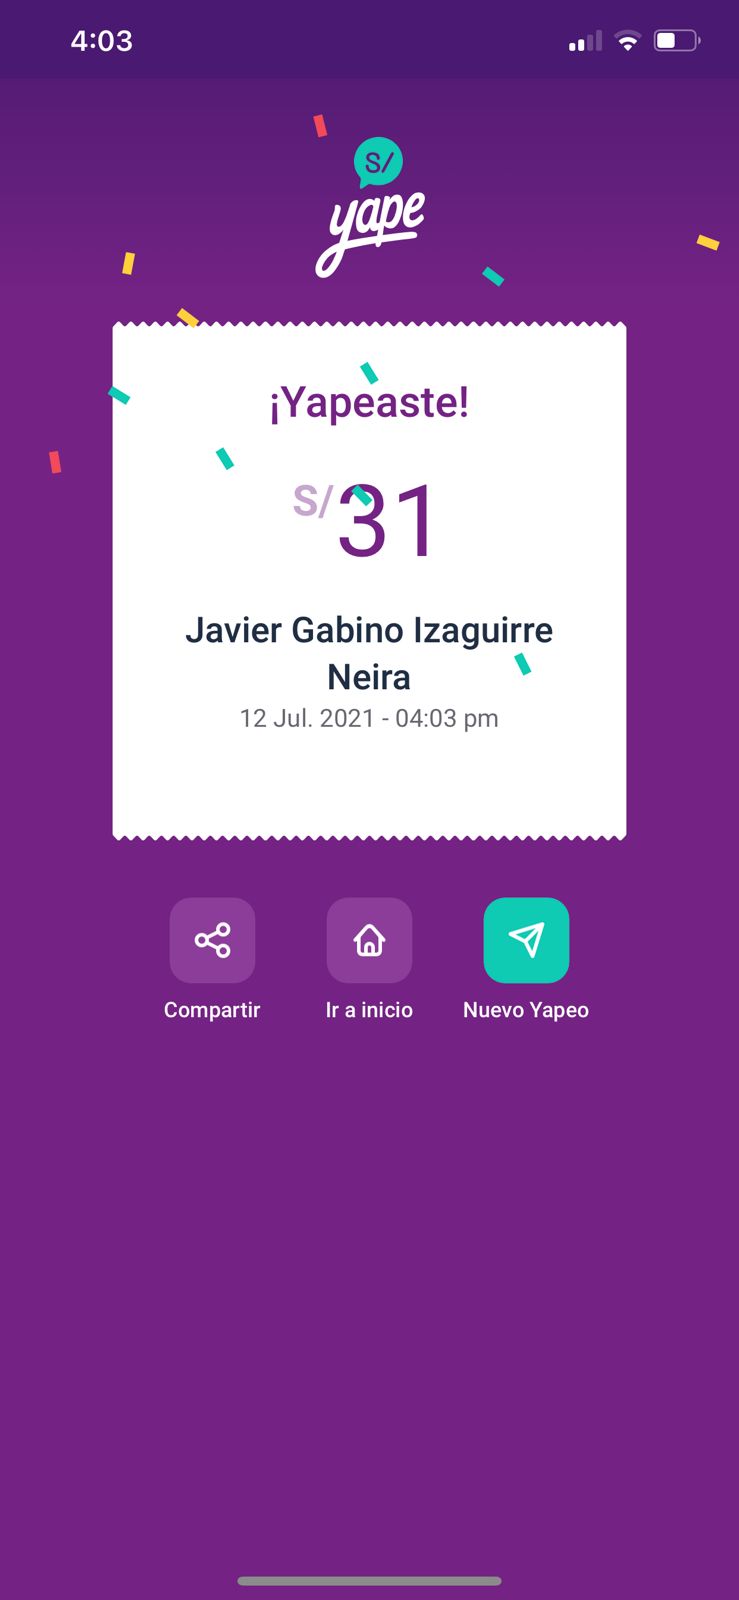 4:03
S/
yape
¡Yapeaste!
S/31
Javier Gabino Izaguirre
Neira
12 Jul. 2021 - 04:03 pm
Compartir Ir a inicio Nuevo Yapeo